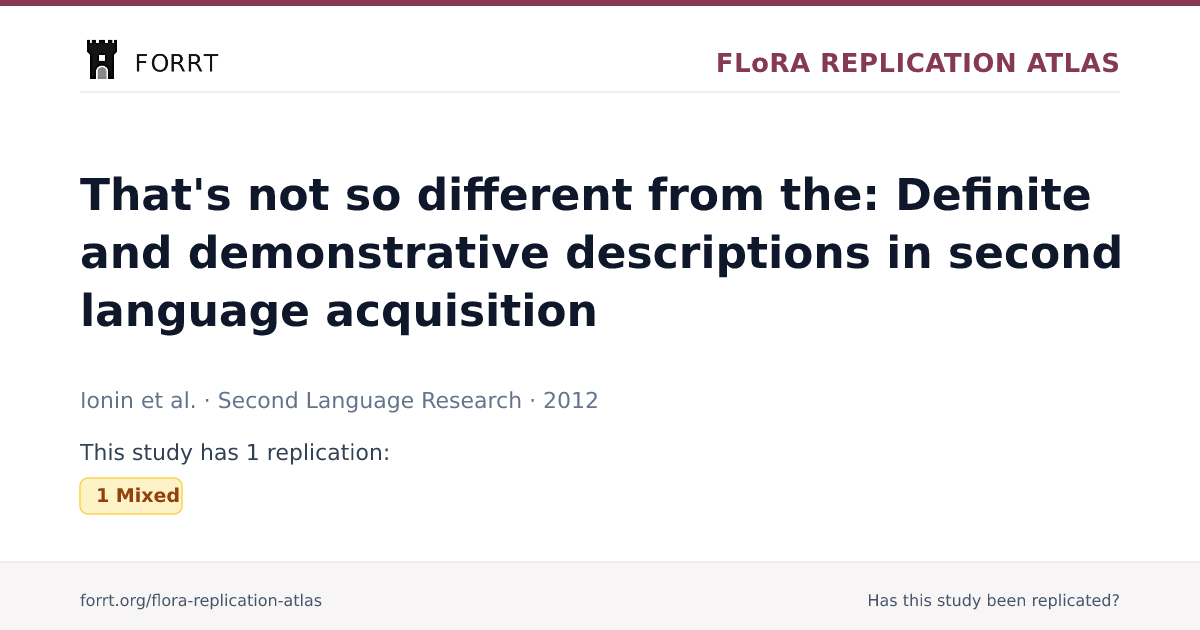 FORRT
FLoRA REPLICATION ATLAS
That's not so different from the: Definite
and demonstrative descriptions in second
language acquisition
Ionin et al. · Second Language Research · 2012
This study has 1 replication:
1 Mixed
forrt.org/flora-replication-atlas
Has this study been replicated?